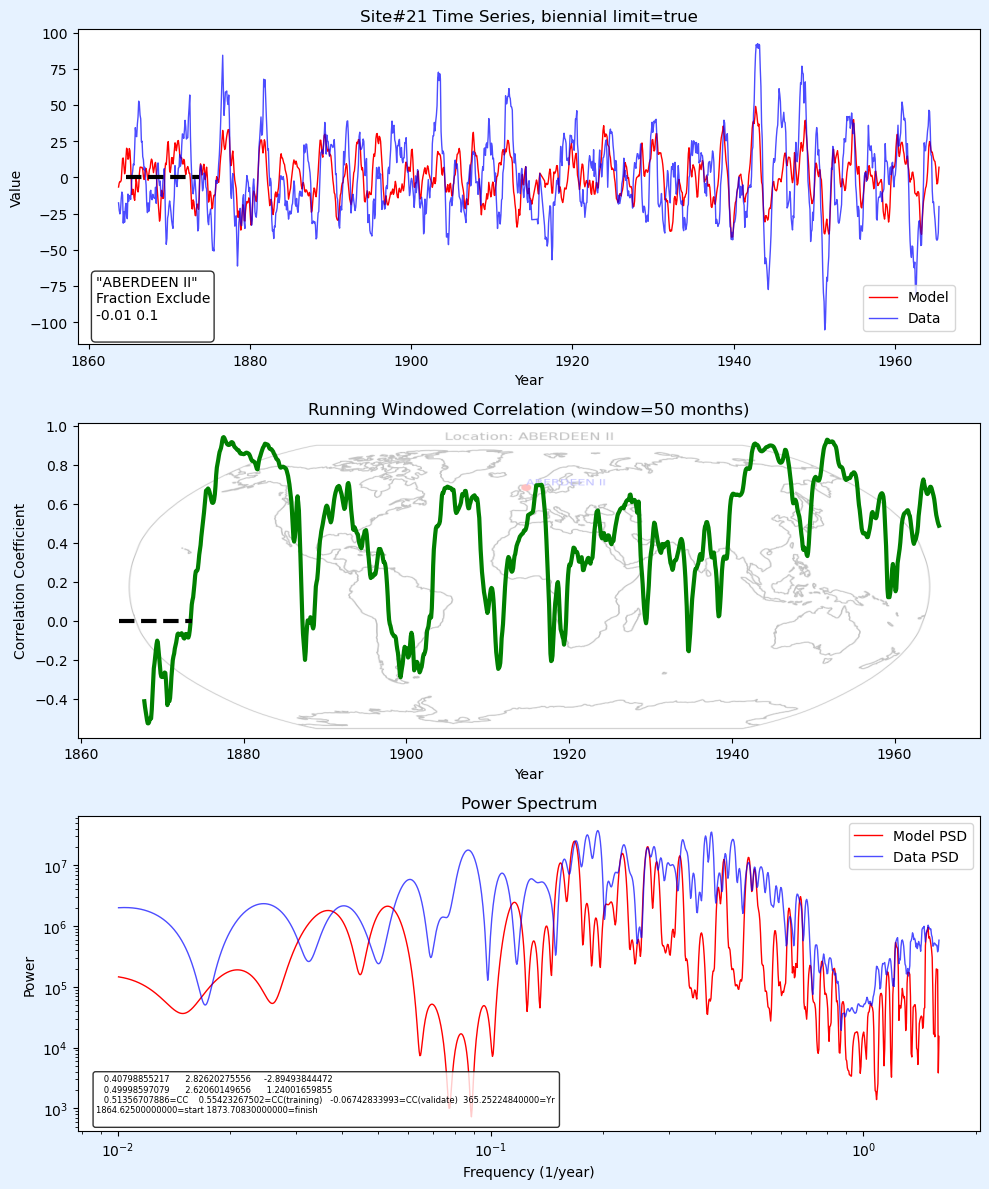 Site#21 Time Series, biennial limit=true
100
75
50
25
0
−25
−50
−75
−100
Value
"ABERDEEN II"
Fraction Exclude
-0.01 0.1
Model
Data
1860
1880
1900
1920
1940
1960
Year
Running Windowed Correlation (window=50 months)
1.0
0.8
0.6
0.4
0.2
0.0
−0.2
−0.4
Correlation Coefficient
Location: ABERDEEN II
ABERDEEN II
1860
1880
1900
1920
1940
1960
Year
Power Spectrum
10^7
10^6
10^5
10^4
10^3
Power
Model PSD
Data PSD
0.40798855217 2.82620275556 -2.89493844472
0.49998597079 2.62060149656 1.24001659855
0.51356707886=CC 0.55423267502=CC(training) -0.06742833993=CC(validate) 365.25224840000=Yr
1864.62500000000=start 1873.70830000000=finish
10^−2
10^−1
10^0
Frequency (1/year)